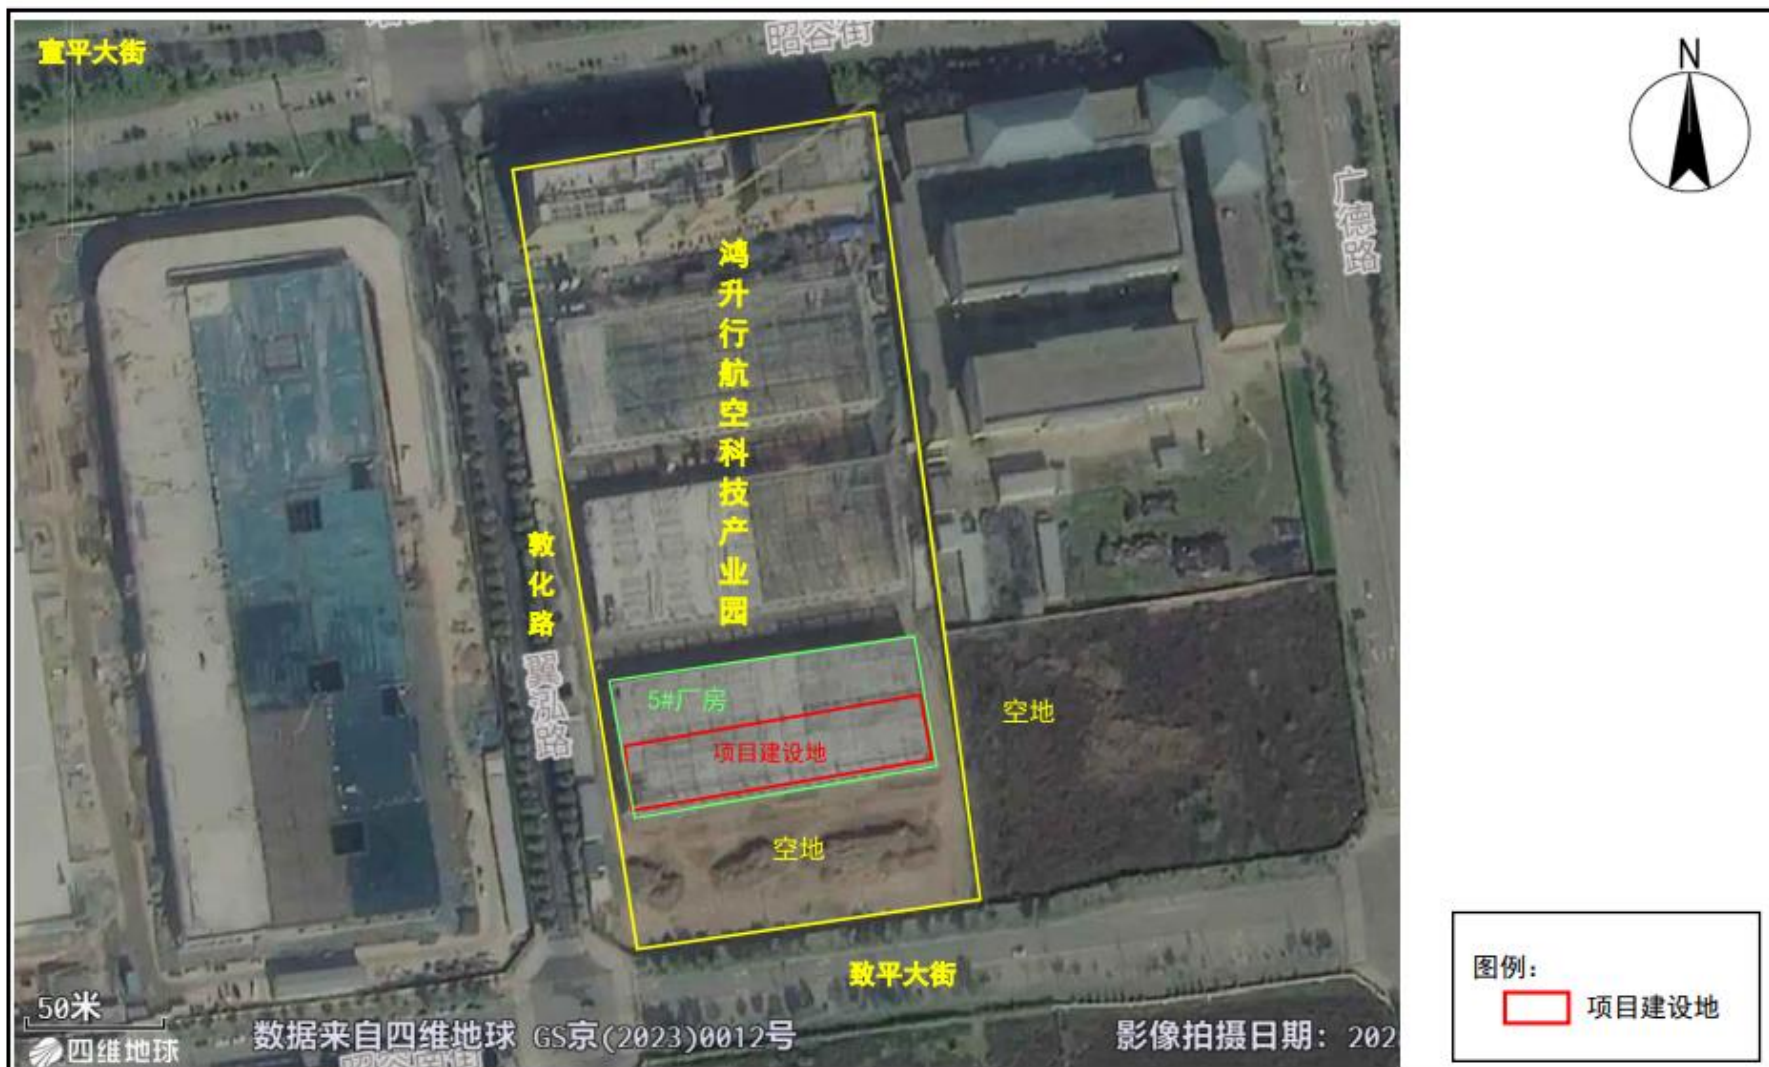 宣平大街
昭容街
N
广德路
鸿升行航空科技产业园
敦化路
翼泓路
5#厂房
项目建设地
空地
空地
致平大街
50米
四维地球
数据来自四维地球 GS京(2023)0012号
影像拍摄日期: 202
图例:
项目建设地